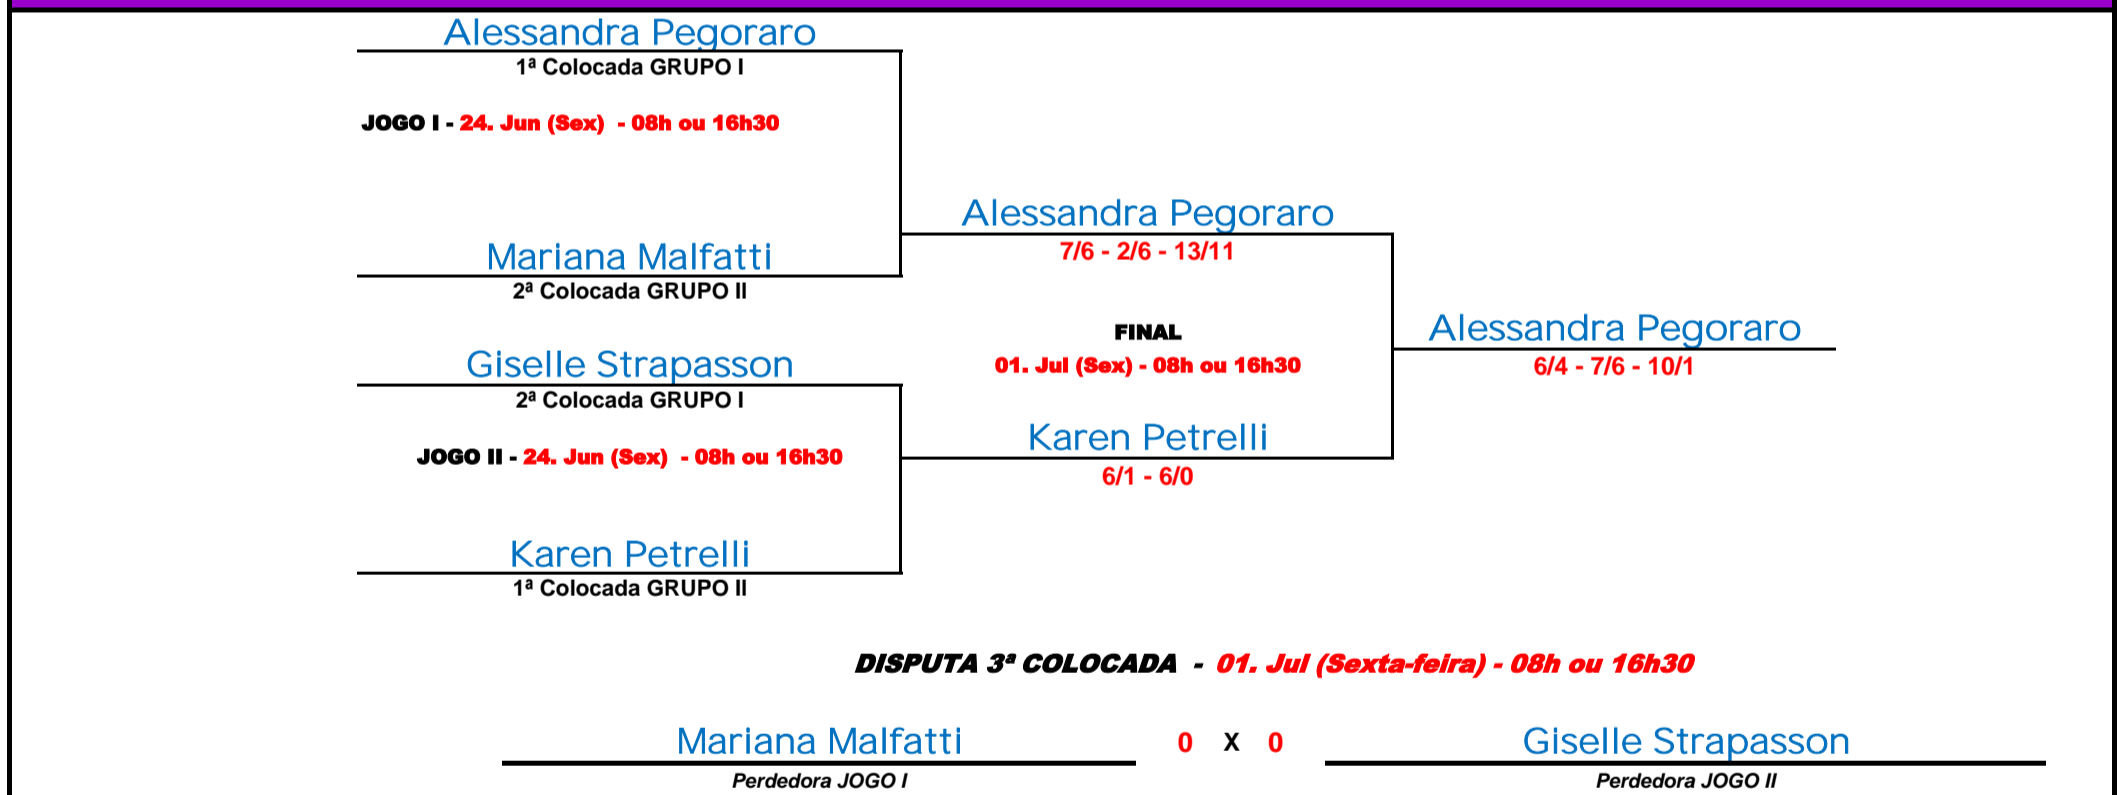 Alessandra Pegoraro
1ª Colocada GRUPO I
JOGO I - 24. Jun (Sex) - 08h ou 16h30
Mariana Malfatti
2ª Colocada GRUPO II
Alessandra Pegoraro
7/6 - 2/6 - 13/11
Giselle Strapasson
2ª Colocada GRUPO I
JOGO II - 24. Jun (Sex) - 08h ou 16h30
Karen Petrelli
1ª Colocada GRUPO II
FINAL
01. Jul (Sex) - 08h ou 16h30
Karen Petrelli
6/1 - 6/0
Alessandra Pegoraro
6/4 - 7/6 - 10/1
DISPUTA 3ª COLOCADA - 01. Jul (Sexta-feira) - 08h ou 16h30
Mariana Malfatti 0 X 0 Giselle Strapasson
Perdedora JOGO I Perdedora JOGO II